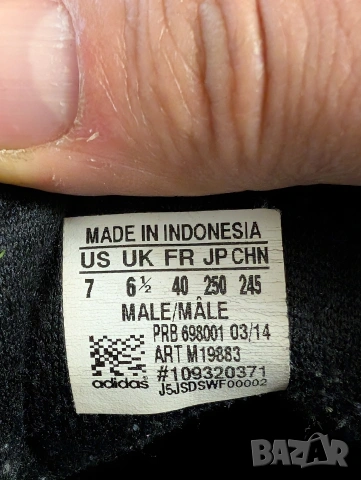 MADE IN INDONESIA
US UK FR JP CHN
7 6½ 40 250 245
MALE/MÂLE
PRB 698001 03/14
ART M19883
#109320371
adidas J5JSDSWF00002
BAZAR